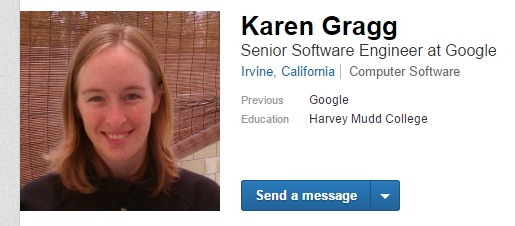 Karen Gragg
Senior Software Engineer at Google
Irvine, California | Computer Software
Previous Google
Education Harvey Mudd College
Send a message